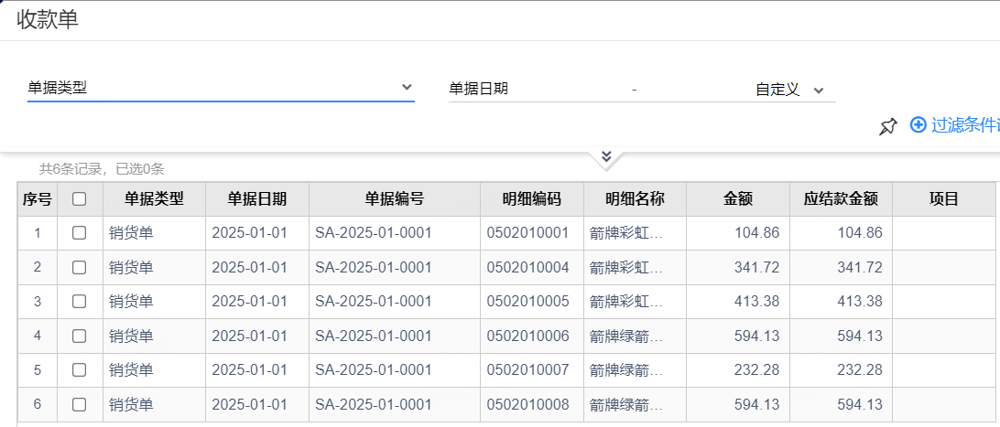 收款单
单据类型 单据日期 - 自定义
过滤条件
共6条记录，已选0条
序号 单据类型 单据日期 单据编号 明细编码 明细名称 金额 应结款金额 项目
1 销货单 2025-01-01 SA-2025-01-0001 0502010001 箭牌彩虹... 104.86 104.86
2 销货单 2025-01-01 SA-2025-01-0001 0502010004 箭牌彩虹... 341.72 341.72
3 销货单 2025-01-01 SA-2025-01-0001 0502010005 箭牌彩虹... 413.38 413.38
4 销货单 2025-01-01 SA-2025-01-0001 0502010006 箭牌绿箭... 594.13 594.13
5 销货单 2025-01-01 SA-2025-01-0001 0502010007 箭牌绿箭... 232.28 232.28
6 销货单 2025-01-01 SA-2025-01-0001 0502010008 箭牌绿箭... 594.13 594.13